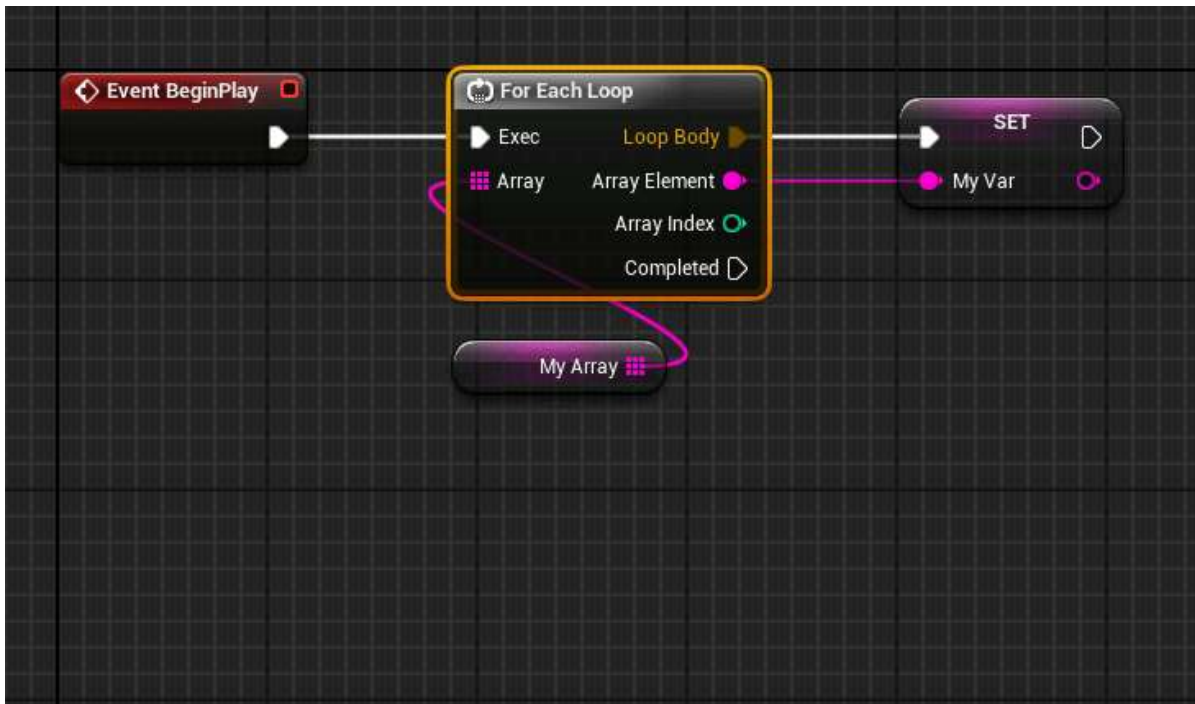 Event BeginPlay
For Each Loop
Exec
Loop Body
Array
Array Element
Array Index
Completed
SET
My Var
My Array